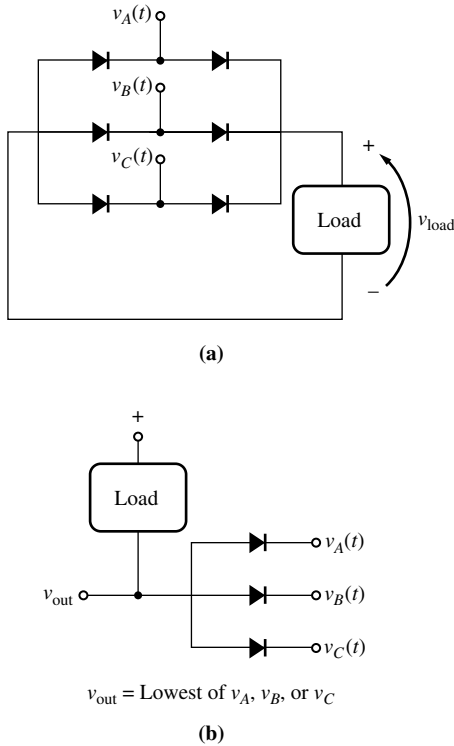 v_A(t)
v_B(t)
v_C(t)
+
Load
v_load
−
(a)
+
Load
v_A(t)
v_out
v_B(t)
v_C(t)
v_out = Lowest of v_A, v_B, or v_C
(b)